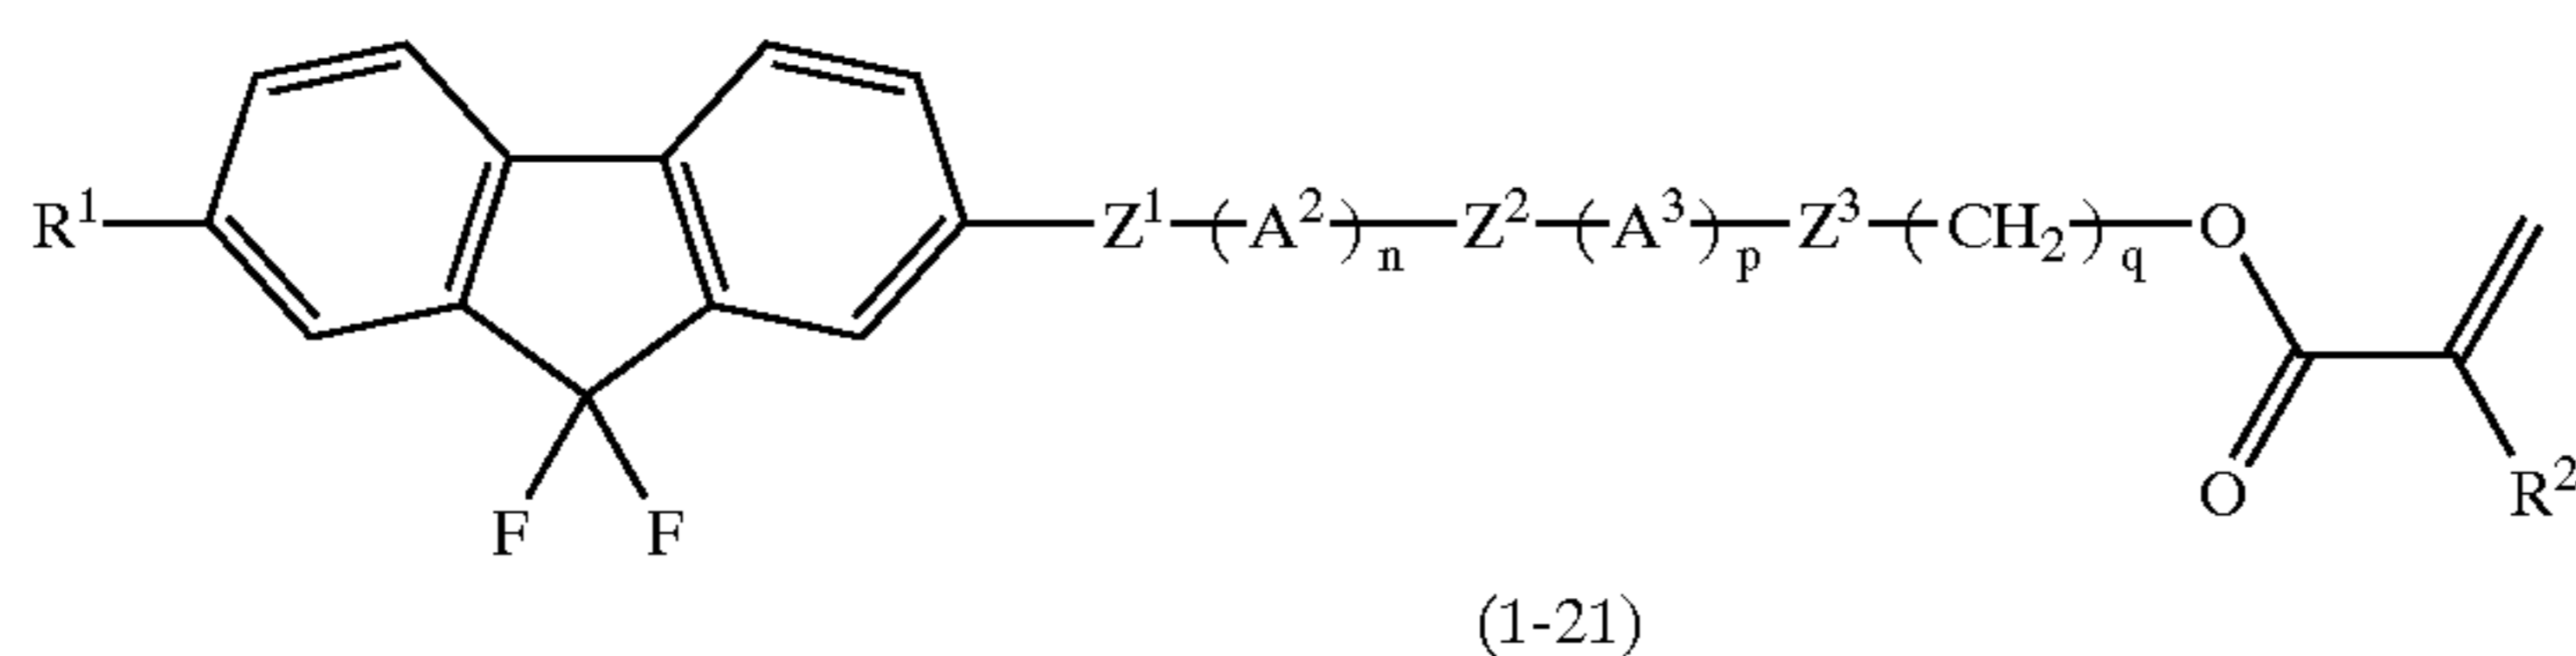 R¹ Z¹ (A²)n Z² (A³)p Z³ (CH₂)q O
O R²
F F
(1-21)